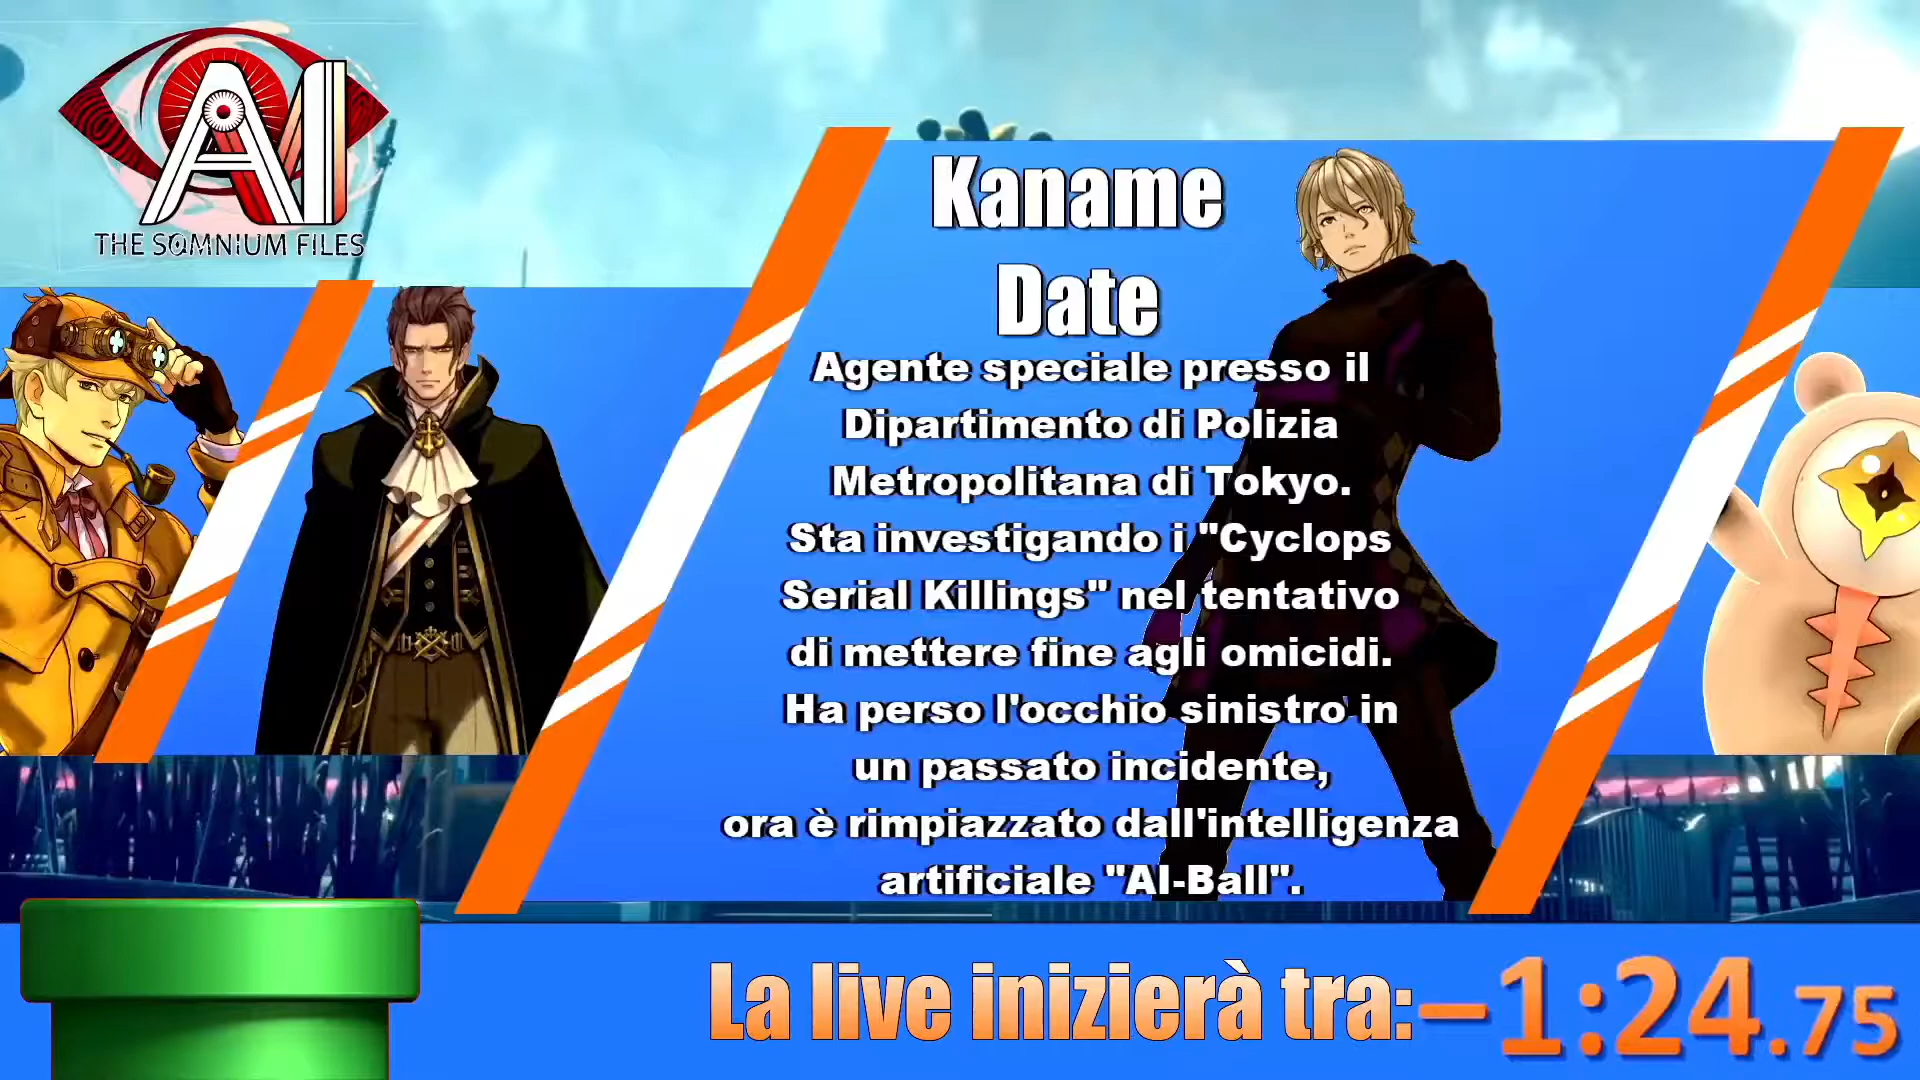 AI
THE SOMNIUM FILES
Kaname
Date
Agente speciale presso il
Dipartimento di Polizia
Metropolitana di Tokyo.
Sta investigando i "Cyclops
Serial Killings" nel tentativo
di mettere fine agli omicidi.
Ha perso l'occhio sinistro in
un passato incidente,
ora è rimpiazzato dall'intelligenza
artificiale "AI-Ball".
La live inizierà tra: −1:24.75